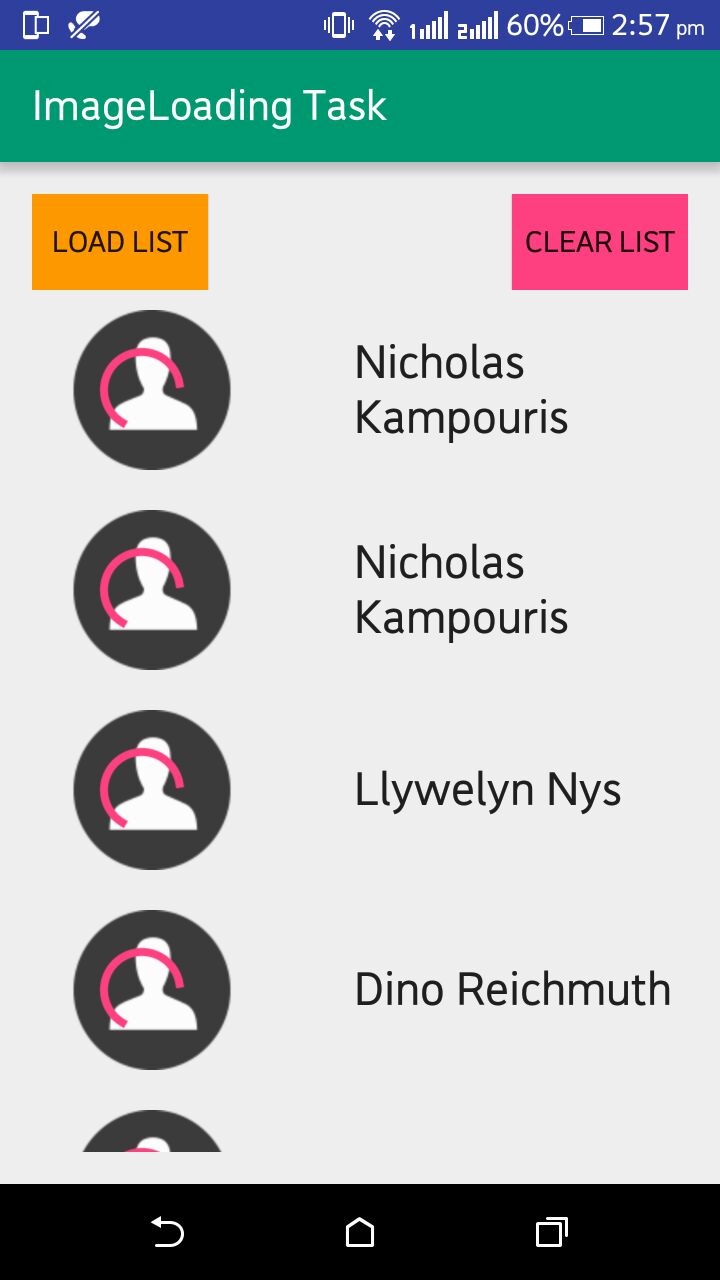 1 2 60% 2:57 pm
ImageLoading Task
LOAD LIST
CLEAR LIST
Nicholas
Kampouris
Nicholas
Kampouris
Llywelyn Nys
Dino Reichmuth